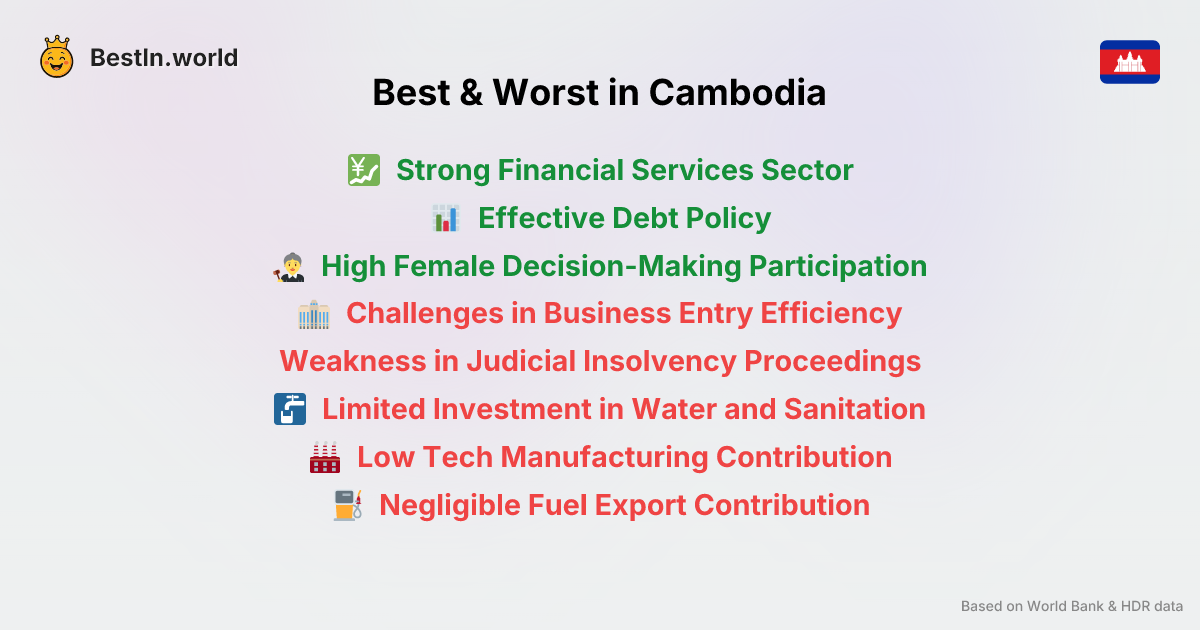 BestIn.world
Best & Worst in Cambodia
Strong Financial Services Sector
Effective Debt Policy
High Female Decision-Making Participation
Challenges in Business Entry Efficiency
Weakness in Judicial Insolvency Proceedings
Limited Investment in Water and Sanitation
Low Tech Manufacturing Contribution
Negligible Fuel Export Contribution
Based on World Bank & HDR data